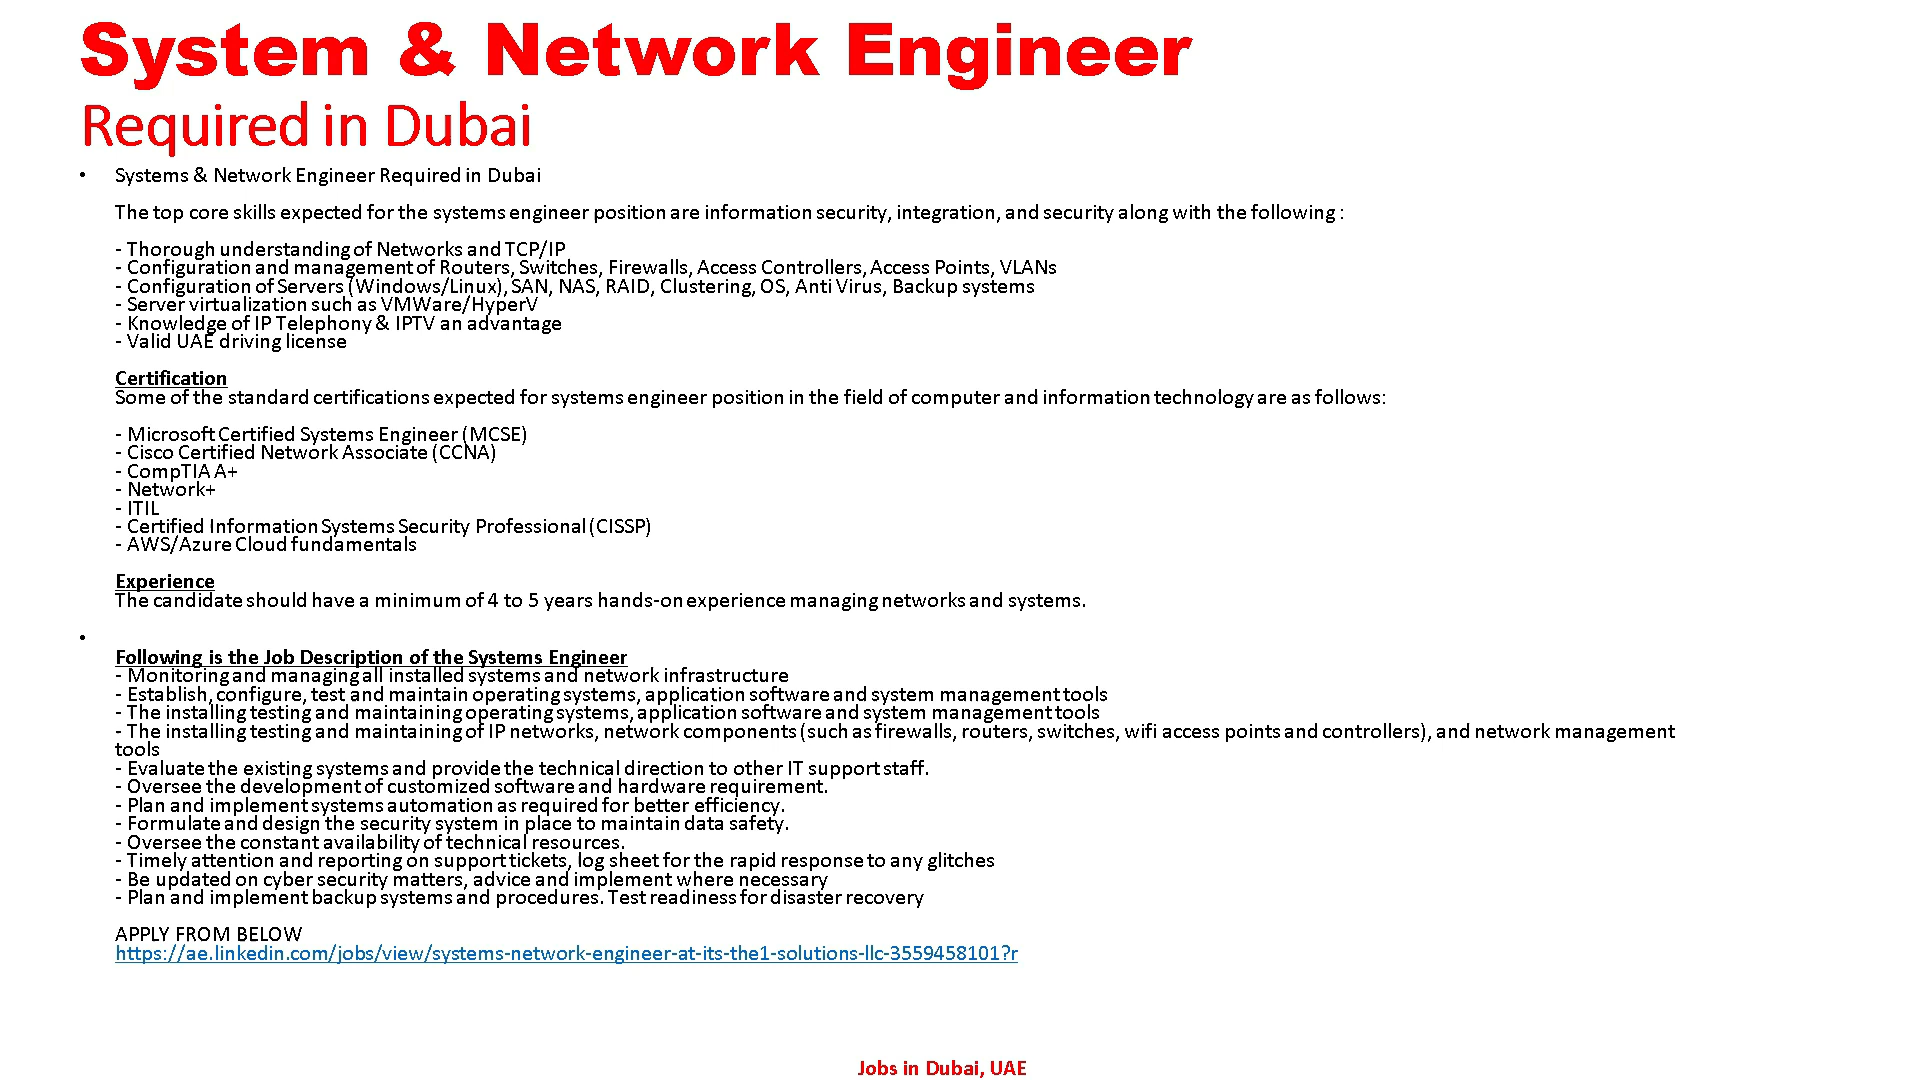 System & Network Engineer
Required in Dubai
• Systems & Network Engineer Required in Dubai
The top core skills expected for the systems engineer position are information security, integration, and security along with the following :
- Thorough understanding of Networks and TCP/IP
- Configuration and management of Routers, Switches, Firewalls, Access Controllers, Access Points, VLANs
- Configuration of Servers (Windows/Linux), SAN, NAS, RAID, Clustering, OS, Anti Virus, Backup systems
- Server virtualization such as VMWare/HyperV
- Knowledge of IP Telephony & IPTV an advantage
- Valid UAE driving license
Certification
Some of the standard certifications expected for systems engineer position in the field of computer and information technology are as follows:
- Microsoft Certified Systems Engineer (MCSE)
- Cisco Certified Network Associate (CCNA)
- CompTIA A+
- Network+
- ITIL
- Certified Information Systems Security Professional (CISSP)
- AWS/Azure Cloud fundamentals
Experience
The candidate should have a minimum of 4 to 5 years hands-on experience managing networks and systems.
•
Following is the Job Description of the Systems Engineer
- Monitoring and managing all installed systems and network infrastructure
- Establish, configure, test and maintain operating systems, application software and system management tools
- The installing testing and maintaining operating systems, application software and system management tools
- The installing testing and maintaining of IP networks, network components (such as firewalls, routers, switches, wifi access points and controllers), and network management
tools
- Evaluate the existing systems and provide the technical direction to other IT support staff.
- Oversee the development of customized software and hardware requirement.
- Plan and implement systems automation as required for better efficiency.
- Formulate and design the security system in place to maintain data safety.
- Oversee the constant availability of technical resources.
- Timely attention and reporting on support tickets, log sheet for the rapid response to any glitches
- Be updated on cyber security matters, advice and implement where necessary
- Plan and implement backup systems and procedures. Test readiness for disaster recovery
APPLY FROM BELOW
https://ae.linkedin.com/jobs/view/systems-network-engineer-at-its-the1-solutions-llc-3559458101?r
Jobs in Dubai, UAE